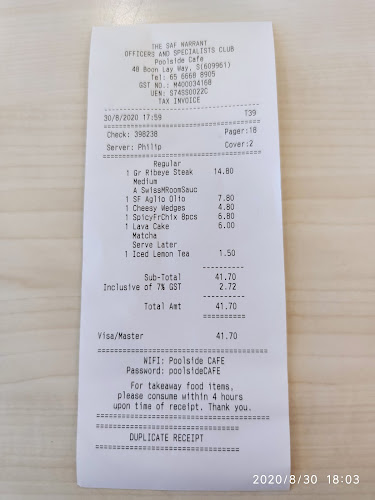 THE SAF WARRANT
OFFICERS AND SPECIALISTS CLUB
Poolside Cafe
40 Boon Lay Way, S(609961)
Tel: 65 6668 8905
GST NO.: M400034168
UEN: S74SS0022C
TAX INVOICE
30/8/2020 17:59 T39
Check: 398238 Pager:18
Server: Philip Cover:2
Regular
1 Gr Ribeye Steak 14.80
Medium
A SwissMRoomSauc
1 SF Aglio Olio 7.80
1 Cheesy Wedges 4.80
1 SpicyFrChix 8pcs 6.80
1 Lava Cake 6.00
Matcha
Serve Later
1 Iced Lemon Tea 1.50
Sub-Total 41.70
Inclusive of 7% GST 2.72
Total Amt 41.70
Visa/Master 41.70
WIFI: Poolside CAFE
Password: poolsideCAFE
For takeaway food items,
please consume within 4 hours
upon time of receipt. Thank you.
DUPLICATE RECEIPT
2020/8/30 18:03